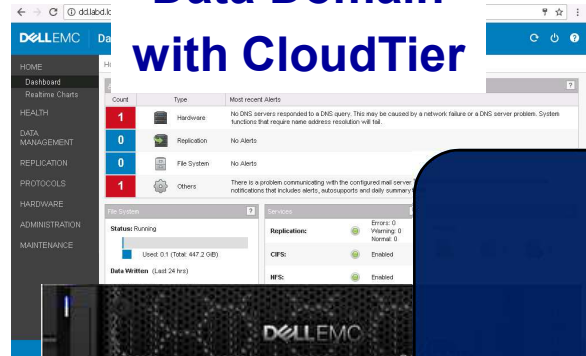 dd.labd.lo
Data Domain
with CloudTier
DELLEMC
Da
HOME
Dashboard
Realtime Charts
HEALTH
DATA
MANAGEMENT
REPLICATION
PROTOCOLS
HARDWARE
ADMINISTRATION
MAINTENANCE
Count Type Most recent Alerts
1 Hardware No DNS servers responded to a DNS query. This may be caused by a network failure or a DNS server problem. System
functions that require name address resolution will fail.
0 Replication No Alerts
0 File System No Alerts
1 Others There is a problem communicating with the configured mail server
notifications that includes alerts, autosupports and daily summary
File System
Status: Running
Used: 0.1 (Total: 447.2 GiB)
Data Written (Last 24 hrs)
Services
Replication: Errors: 0
Warning: 0
Normal: 0
CIFS: Enabled
NFS: Enabled
DELLEMC